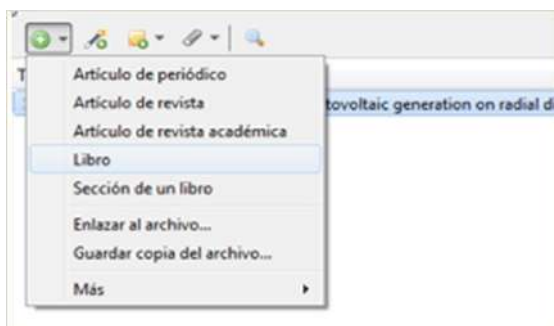 T
Artículo de periódico
Artículo de revista
tovoltaic generation on radial di
Artículo de revista académica
Libro
Sección de un libro
Enlazar al archivo...
Guardar copia del archivo...
Más